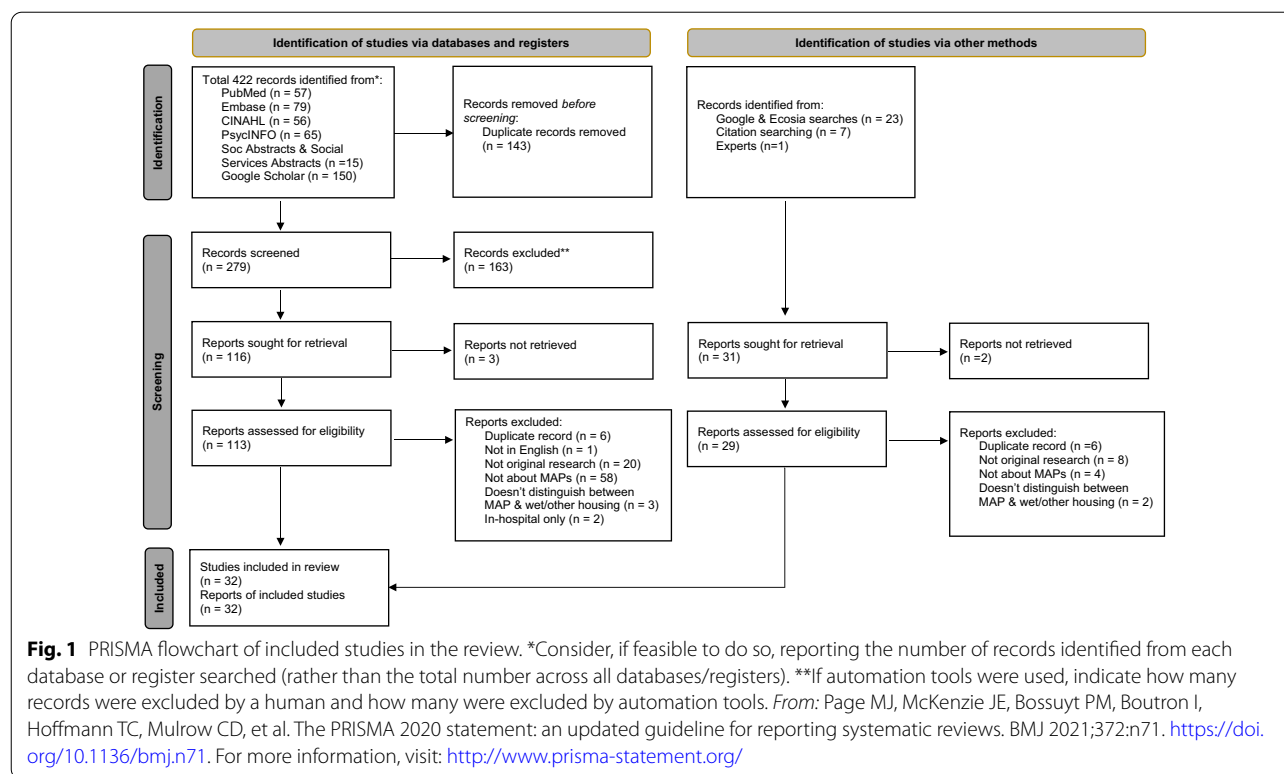 Identification of studies via databases and registers
Identification of studies via other methods
Identification
Total 422 records identified from*:
PubMed (n = 57)
Embase (n = 79)
CINAHL (n = 56)
PsycINFO (n = 65)
Soc Abstracts & Social
Services Abstracts (n =15)
Google Scholar (n = 150)
Records removed before
screening:
Duplicate records removed
(n = 143)
Records identified from:
Google & Ecosia searches (n = 23)
Citation searching (n = 7)
Experts (n=1)
Screening
Records screened
(n = 279)
Records excluded**
(n = 163)
Reports sought for retrieval
(n = 116)
Reports not retrieved
(n = 3)
Reports sought for retrieval
(n = 31)
Reports not retrieved
(n =2)
Reports assessed for eligibility
(n = 113)
Reports excluded:
Duplicate record (n = 6)
Not in English (n = 1)
Not original research (n = 20)
Not about MAPs (n = 58)
Doesn't distinguish between
MAP & wet/other housing (n = 3)
In-hospital only (n = 2)
Reports assessed for eligibility
(n = 29)
Reports excluded:
Duplicate record (n =6)
Not original research (n = 8)
Not about MAPs (n = 4)
Doesn't distinguish between
MAP & wet/other housing (n = 2)
Included
Studies included in review
(n = 32)
Reports of included studies
(n = 32)
Fig. 1 PRISMA flowchart of included studies in the review. *Consider, if feasible to do so, reporting the number of records identified from each
database or register searched (rather than the total number across all databases/registers). **If automation tools were used, indicate how many
records were excluded by a human and how many were excluded by automation tools. From: Page MJ, McKenzie JE, Bossuyt PM, Boutron I,
Hoffmann TC, Mulrow CD, et al. The PRISMA 2020 statement: an updated guideline for reporting systematic reviews. BMJ 2021;372:n71. https://doi.
org/10.1136/bmj.n71. For more information, visit: http://www.prisma-statement.org/